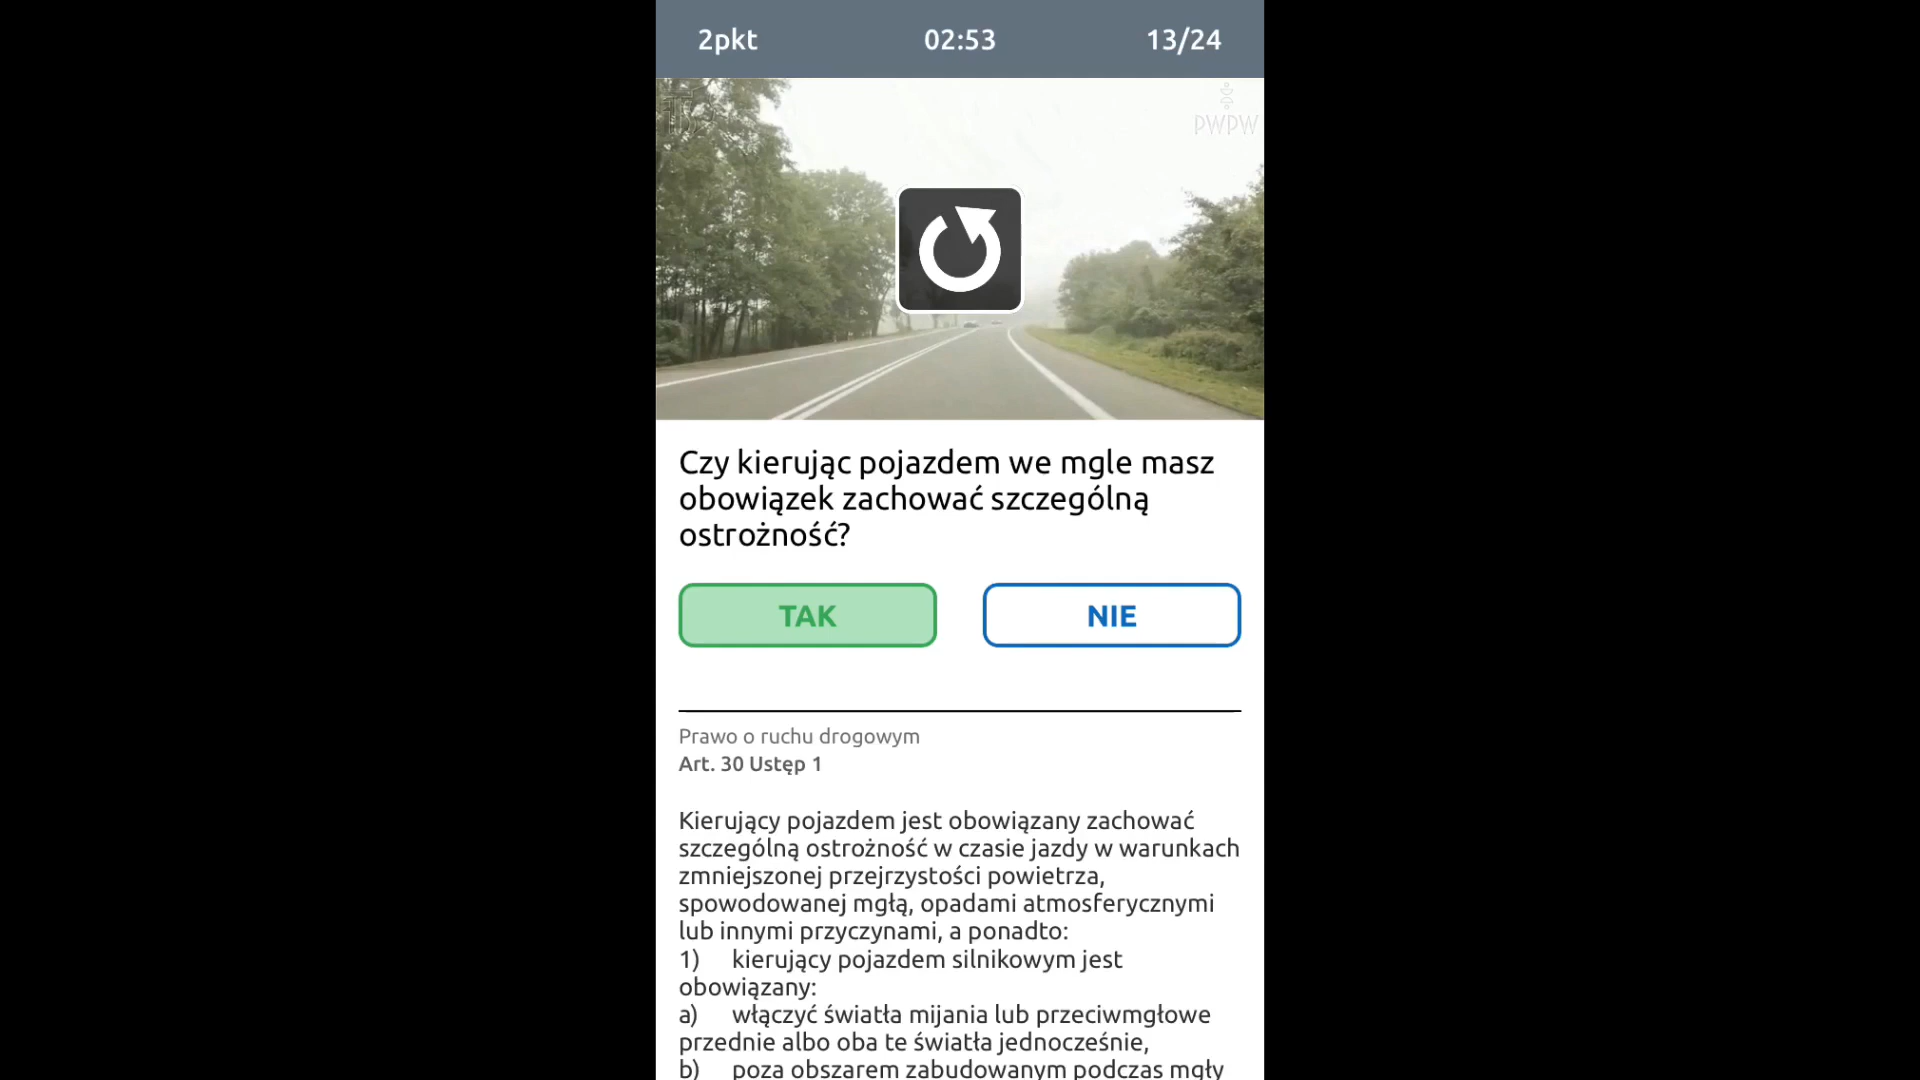 2pkt 02:53 13/24
PWPW
Czy kierując pojazdem we mgle masz
obowiązek zachować szczególną
ostrożność?
TAK NIE
Prawo o ruchu drogowym
Art. 30 Ustęp 1
Kierujący pojazdem jest obowiązany zachować
szczególną ostrożność w czasie jazdy w warunkach
zmniejszonej przejrzystości powietrza,
spowodowanej mgłą, opadami atmosferycznymi
lub innymi przyczynami, a ponadto:
1) kierujący pojazdem silnikowym jest
obowiązany:
a) włączyć światła mijania lub przeciwmgłowe
przednie albo oba te światła jednocześnie,
b) poza obszarem zabudowanym podczas mgły